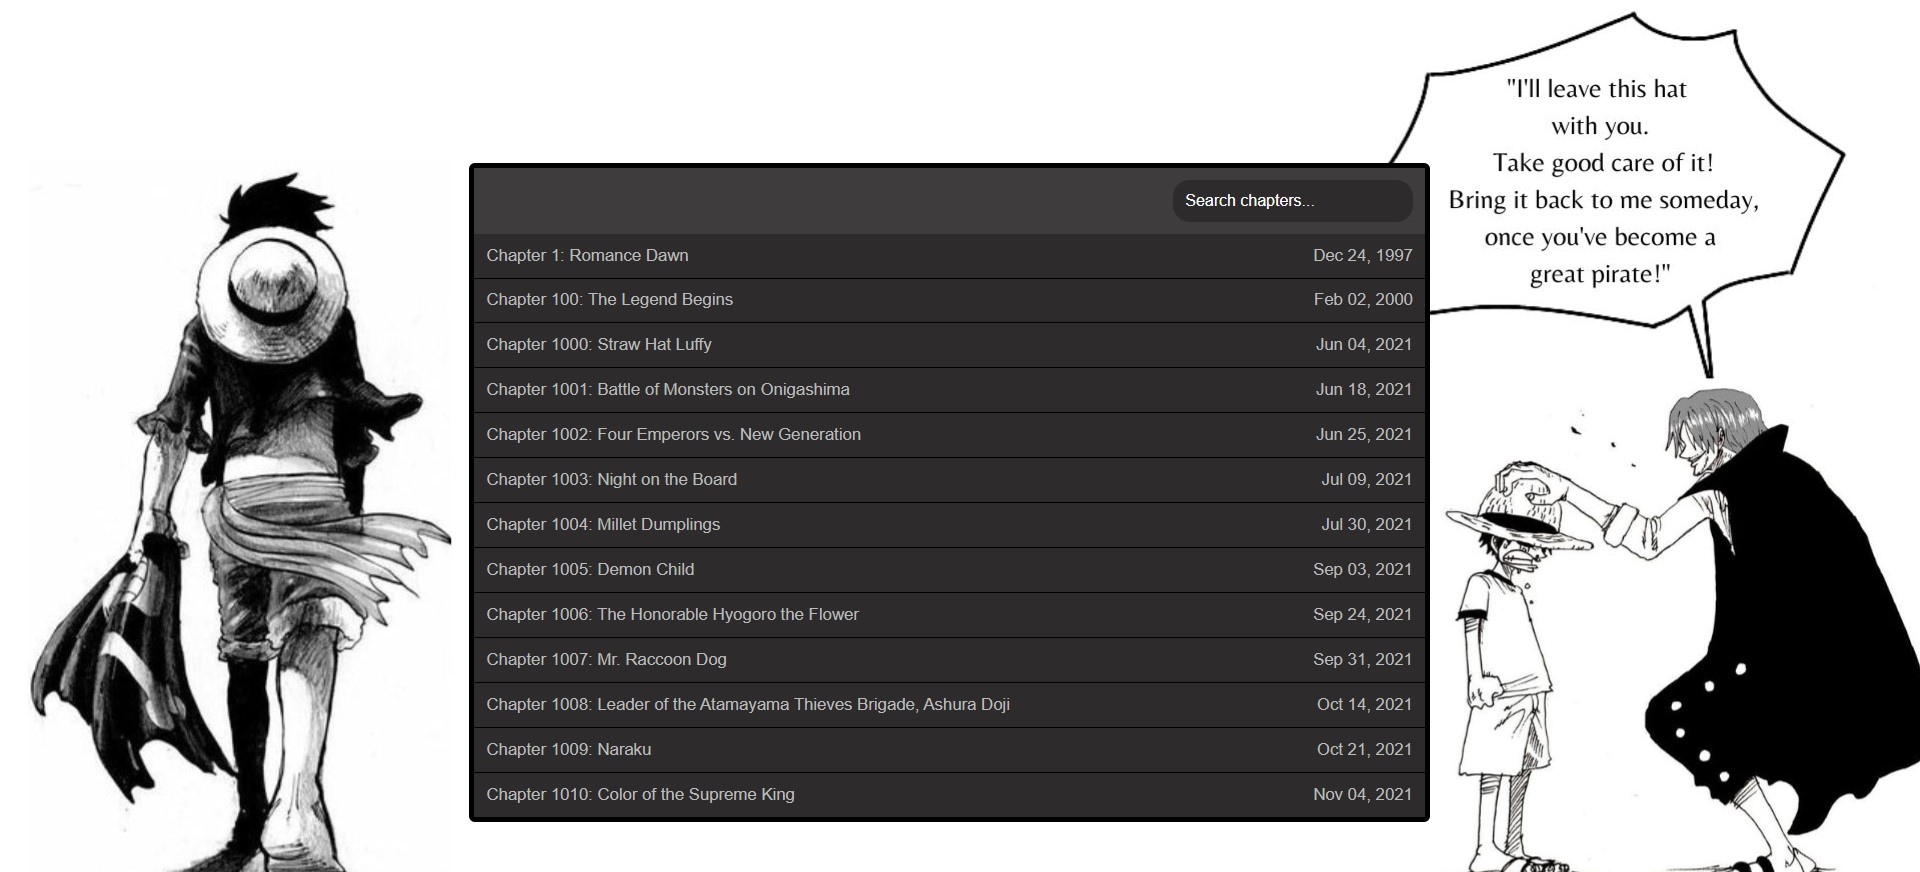 "I'll leave this hat
with you.
Take good care of it!
Bring it back to me someday,
once you've become a
great pirate!"
Search chapters...
Chapter 1: Romance Dawn Dec 24, 1997
Chapter 100: The Legend Begins Feb 02, 2000
Chapter 1000: Straw Hat Luffy Jun 04, 2021
Chapter 1001: Battle of Monsters on Onigashima Jun 18, 2021
Chapter 1002: Four Emperors vs. New Generation Jun 25, 2021
Chapter 1003: Night on the Board Jul 09, 2021
Chapter 1004: Millet Dumplings Jul 30, 2021
Chapter 1005: Demon Child Sep 03, 2021
Chapter 1006: The Honorable Hyogoro the Flower Sep 24, 2021
Chapter 1007: Mr. Raccoon Dog Sep 31, 2021
Chapter 1008: Leader of the Atamayama Thieves Brigade, Ashura Doji Oct 14, 2021
Chapter 1009: Naraku Oct 21, 2021
Chapter 1010: Color of the Supreme King Nov 04, 2021